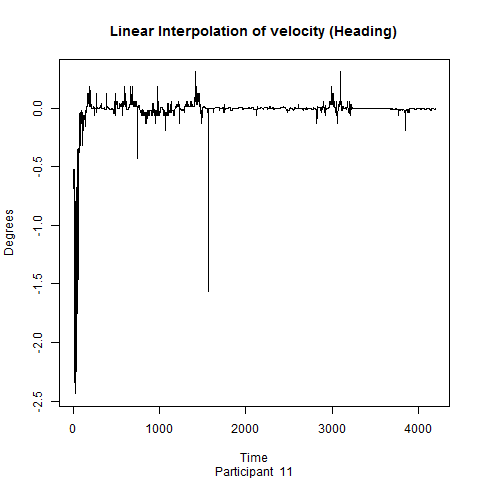 Linear Interpolation of velocity (Heading)
0.0
-0.5
-1.0
-1.5
-2.0
-2.5
Degrees
0 1000 2000 3000 4000
Time
Participant 11